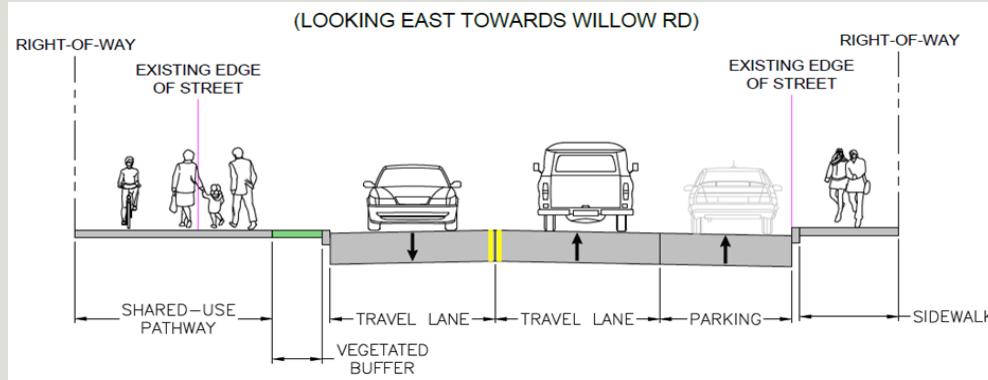 (LOOKING EAST TOWARDS WILLOW RD)
RIGHT-OF-WAY
RIGHT-OF-WAY
EXISTING EDGE
OF STREET
EXISTING EDGE
OF STREET
SHARED-USE
PATHWAY
VEGETATED
BUFFER
TRAVEL LANE
TRAVEL LANE
PARKING
SIDEWALK